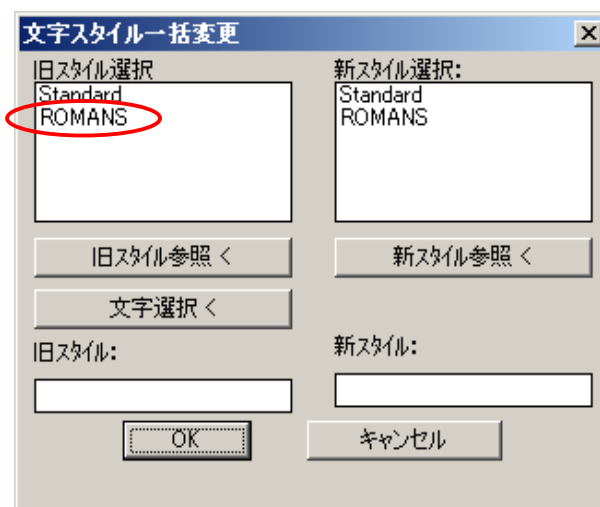 文字スタイル一括変更
旧スタイル選択
Standard
ROMANS
旧スタイル参照 <
文字選択 <
旧スタイル:
新スタイル選択:
Standard
ROMANS
新スタイル参照 <
新スタイル:
OK
キャンセル